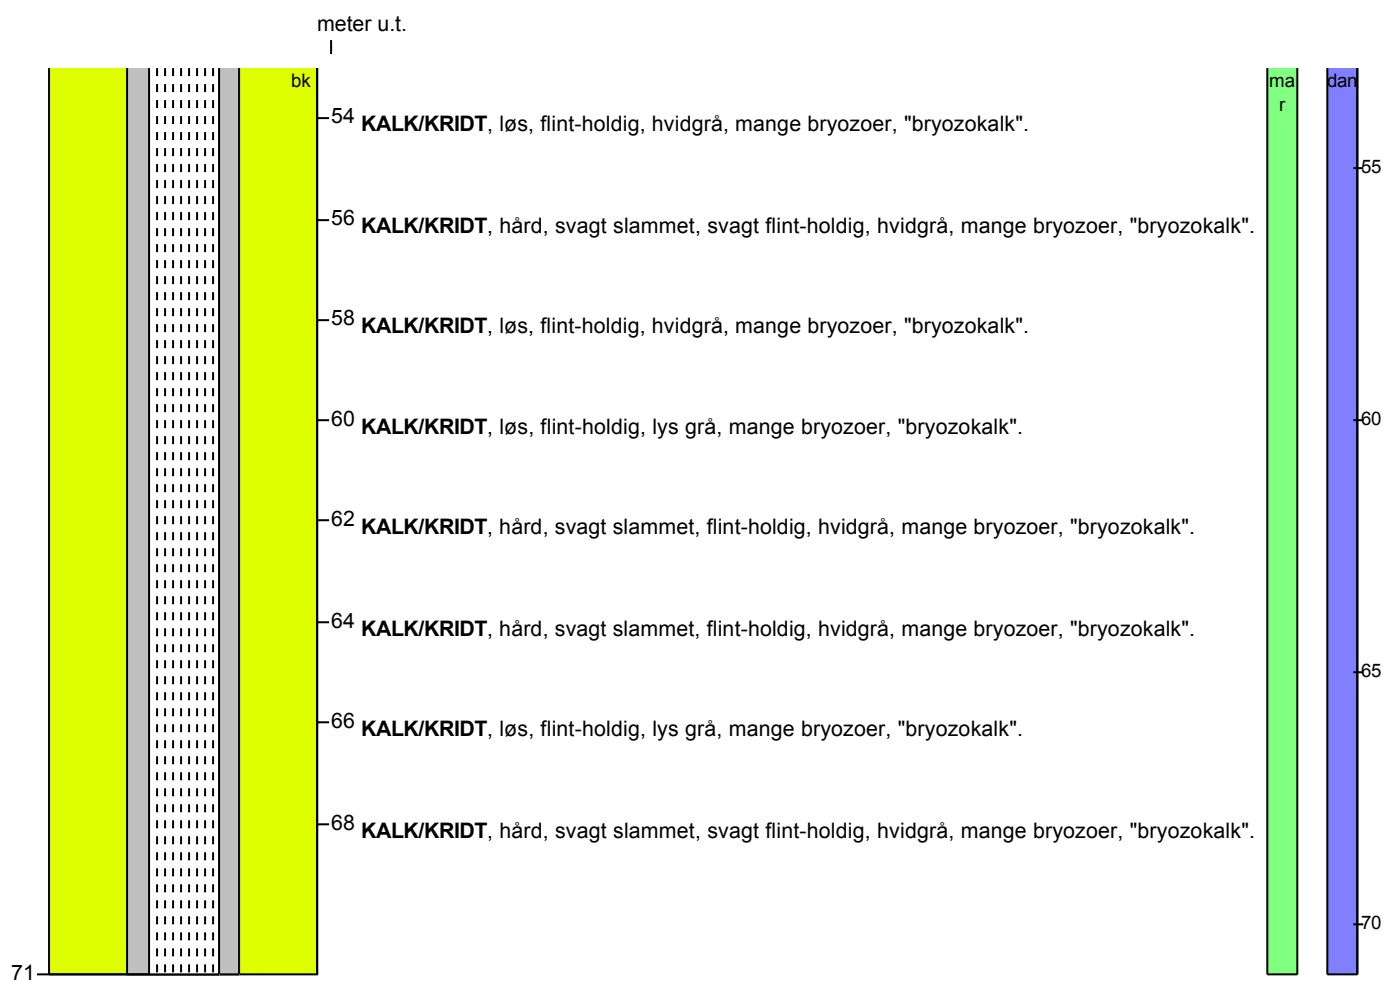 meter u.t.
bk
ma
r
dan
54 KALK/KRIDT, løs, flint-holdig, hvidgrå, mange bryozoer, "bryozokalk".
55
56 KALK/KRIDT, hård, svagt slammet, svagt flint-holdig, hvidgrå, mange bryozoer, "bryozokalk".
58 KALK/KRIDT, løs, flint-holdig, hvidgrå, mange bryozoer, "bryozokalk".
60 KALK/KRIDT, løs, flint-holdig, lys grå, mange bryozoer, "bryozokalk".
60
62 KALK/KRIDT, hård, svagt slammet, flint-holdig, hvidgrå, mange bryozoer, "bryozokalk".
64 KALK/KRIDT, hård, svagt slammet, flint-holdig, hvidgrå, mange bryozoer, "bryozokalk".
65
66 KALK/KRIDT, løs, flint-holdig, lys grå, mange bryozoer, "bryozokalk".
68 KALK/KRIDT, hård, svagt slammet, svagt flint-holdig, hvidgrå, mange bryozoer, "bryozokalk".
70
71